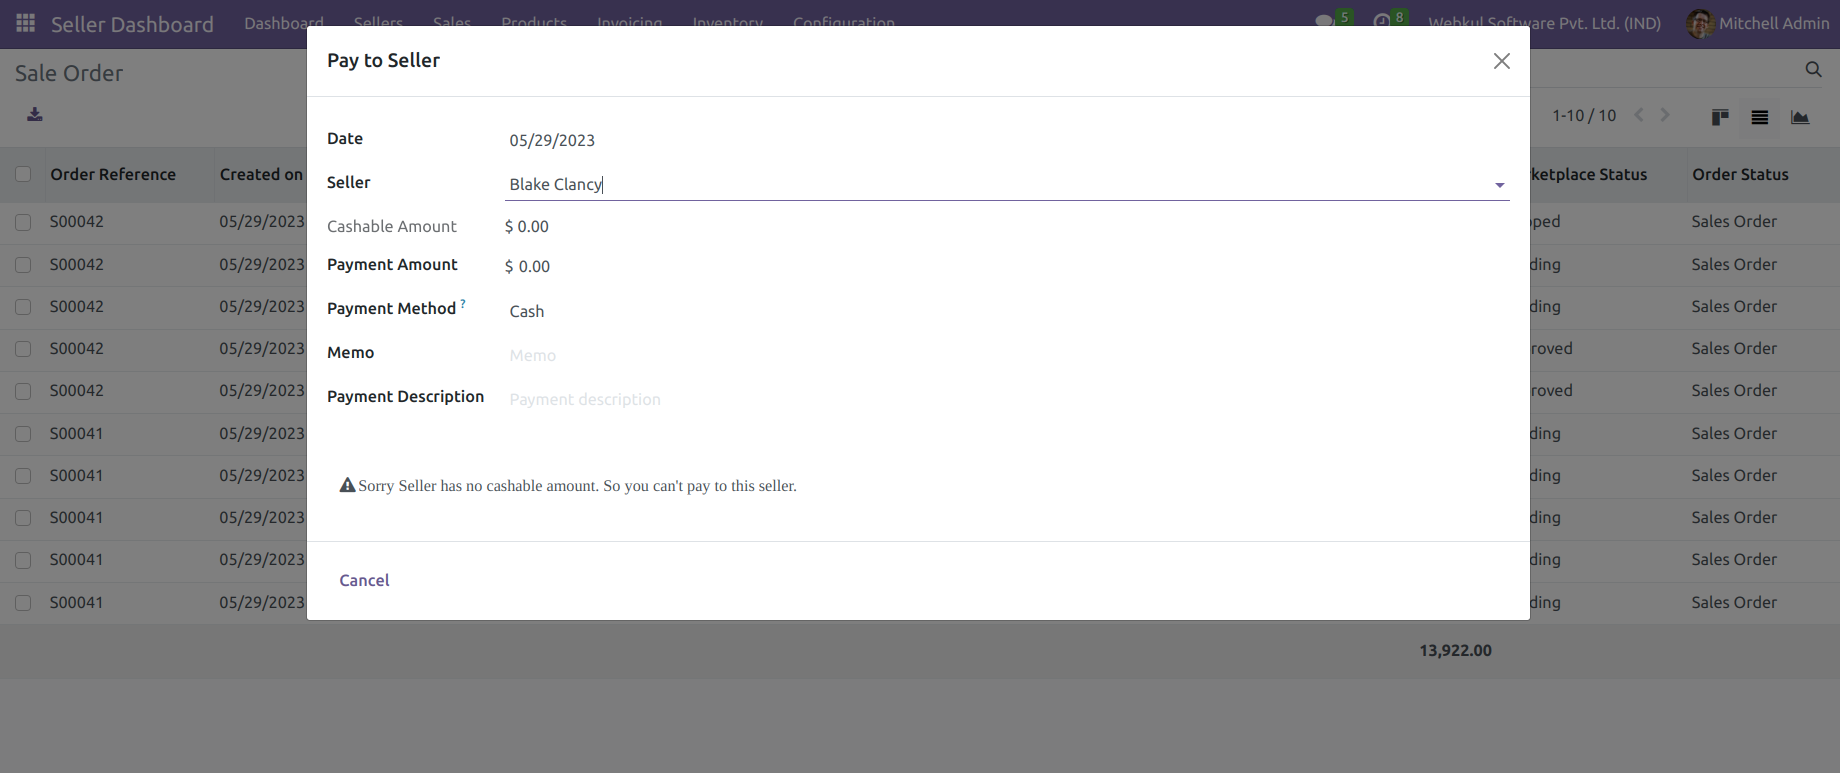 Seller Dashboard Dashboard Sellers Sales Products Invoicing Inventory Configuration 5 8 Webkul Software Pvt. Ltd. (IND) Mitchell Admin
Sale Order
Pay to Seller
1-10 / 10
Order Reference Created on ketplace Status Order Status
Date 05/29/2023
Seller Blake Clancy
Cashable Amount $ 0.00
Payment Amount $ 0.00
Payment Method ? Cash
Memo Memo
Payment Description Payment description
Sorry Seller has no cashable amount. So you can't pay to this seller.
Cancel
S00042 05/29/2023 pped Sales Order
S00042 05/29/2023 ding Sales Order
S00042 05/29/2023 ding Sales Order
S00042 05/29/2023 roved Sales Order
S00042 05/29/2023 roved Sales Order
S00041 05/29/2023 ding Sales Order
S00041 05/29/2023 ding Sales Order
S00041 05/29/2023 ding Sales Order
S00041 05/29/2023 ding Sales Order
S00041 05/29/2023 ding Sales Order
13,922.00